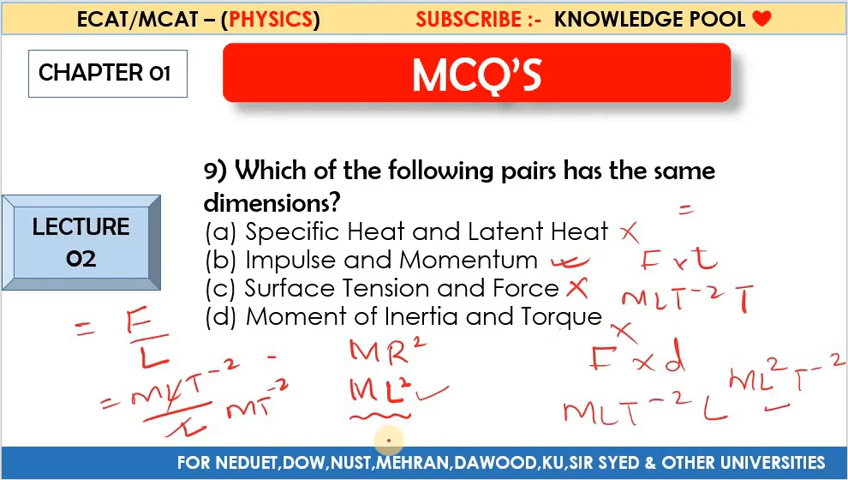 ECAT/MCAT – (PHYSICS) SUBSCRIBE :- KNOWLEDGE POOL ❤
CHAPTER 01
MCQ'S
9) Which of the following pairs has the same
dimensions?
LECTURE
02
(a) Specific Heat and Latent Heat ×
(b) Impulse and Momentum ✓
(c) Surface Tension and Force ×
(d) Moment of Inertia and Torque ×
=
F × t
MLT⁻² T
= F/L
= MLT⁻²/L MT⁻²
MR²
ML² ✓
F × d
MLT⁻² L ML²T⁻²
FOR NEDUET,DOW,NUST,MEHRAN,DAWOOD,KU,SIR SYED & OTHER UNIVERSITIES